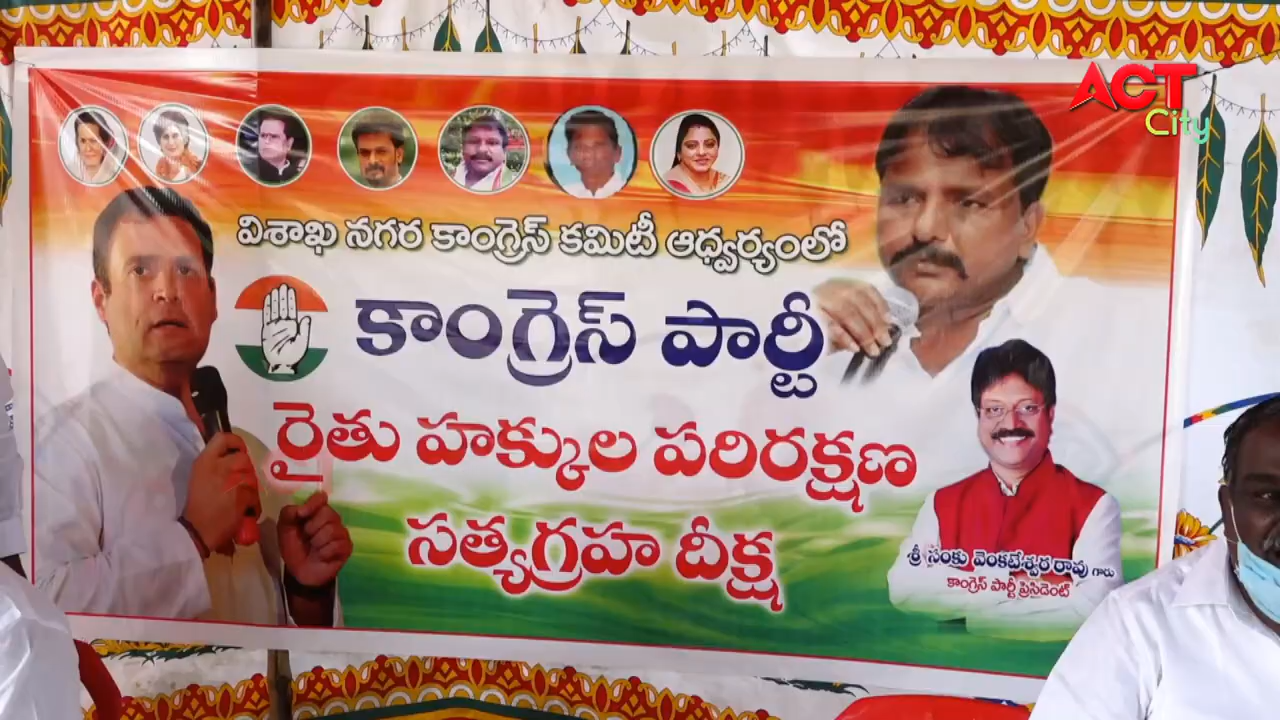 ACT
City
విశాఖ నగర కాంగ్రెస్ కమిటీ ఆధ్వర్యంలో
కాంగ్రెస్ పార్టీ
రైతు హక్కుల పరిరక్షణ
సత్యగ్రహ దీక్ష
శ్రీ సంకు వెంకటేశ్వర రావు గారు
కాంగ్రెస్ పార్టీ ప్రెసిడెంట్